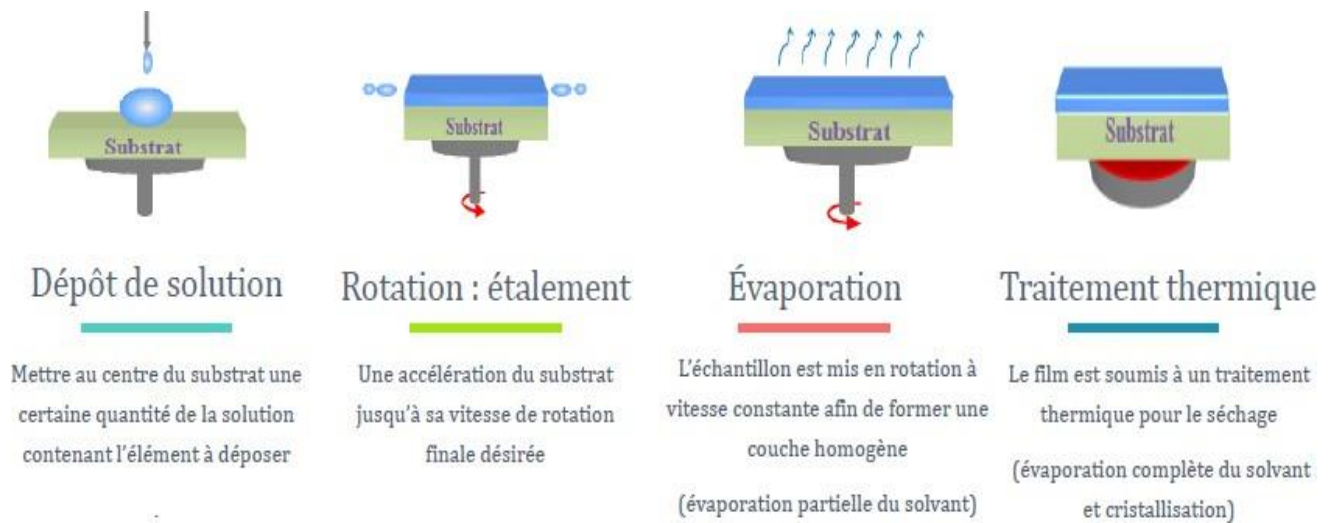 Substrat
Substrat
Substrat
Substrat
Dépôt de solution
Mettre au centre du substrat une
certaine quantité de la solution
contenant l'élément à déposer
.
Rotation : étalement
Une accélération du substrat
jusqu'à sa vitesse de rotation
finale désirée
Évaporation
L'échantillon est mis en rotation à
vitesse constante afin de former une
couche homogène
(évaporation partielle du solvant)
Traitement thermique
Le film est soumis à un traitement
thermique pour le séchage
(évaporation complète du solvant
et cristallisation)